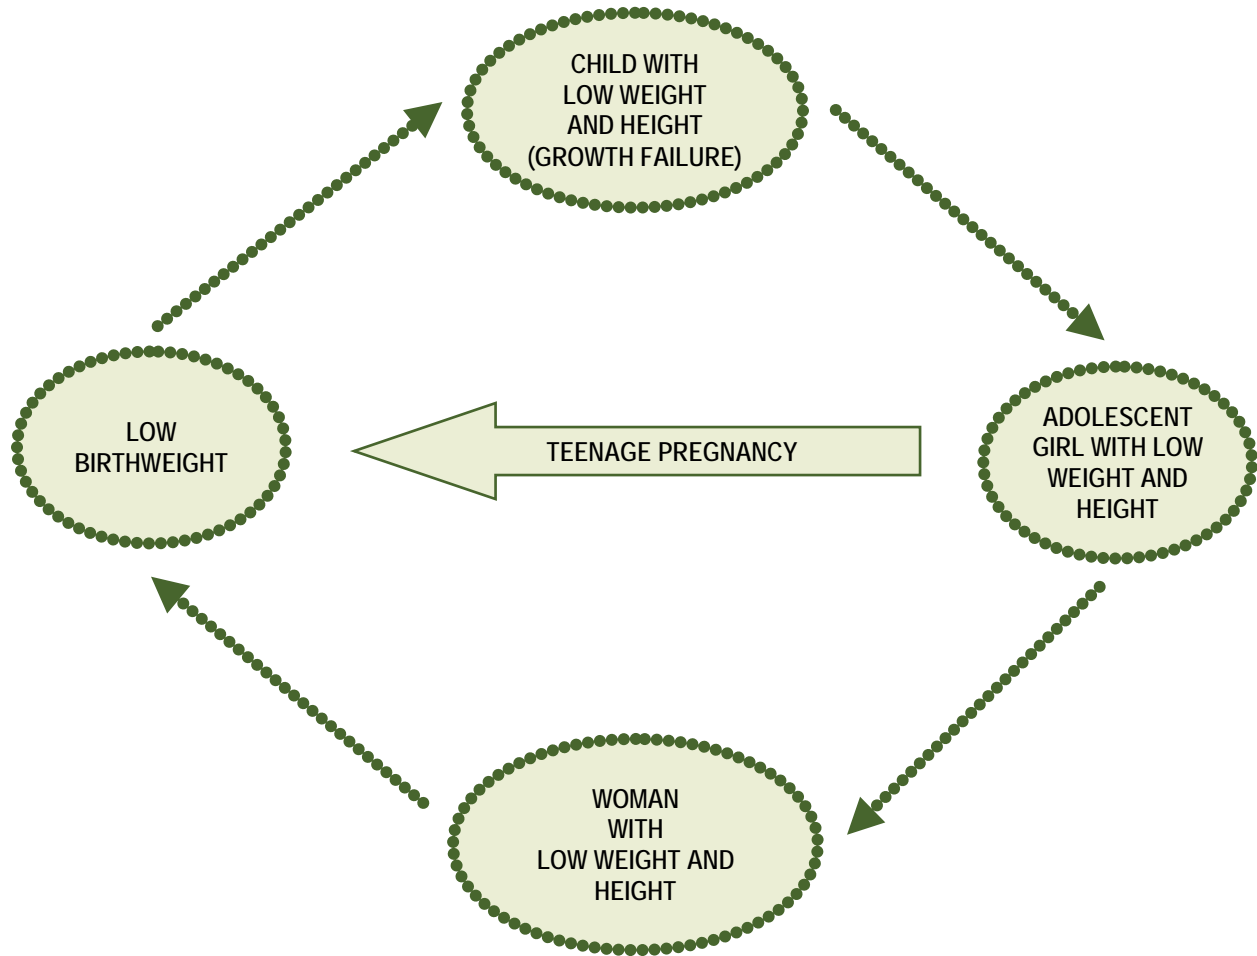 CHILD WITH
LOW WEIGHT
AND HEIGHT
(GROWTH FAILURE)
LOW
BIRTHWEIGHT
TEENAGE PREGNANCY
ADOLESCENT
GIRL WITH LOW
WEIGHT AND
HEIGHT
WOMAN
WITH
LOW WEIGHT AND
HEIGHT